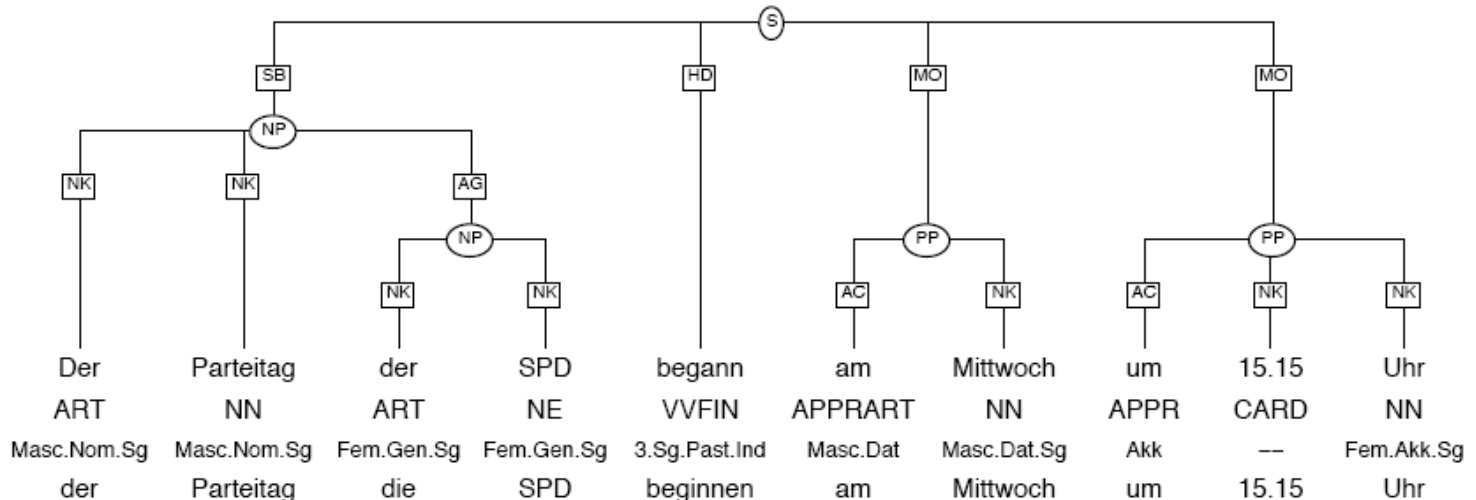 S
SB HD MO MO
NP
NK NK AG
NP PP PP
NK NK AC NK AC NK NK
Der Parteitag der SPD begann am Mittwoch um 15.15 Uhr
ART NN ART NE VVFIN APPRART NN APPR CARD NN
Masc.Nom.Sg Masc.Nom.Sg Fem.Gen.Sg Fem.Gen.Sg 3.Sg.Past.Ind Masc.Dat Masc.Dat.Sg Akk -- Fem.Akk.Sg
der Parteitag die SPD beginnen am Mittwoch um 15.15 Uhr